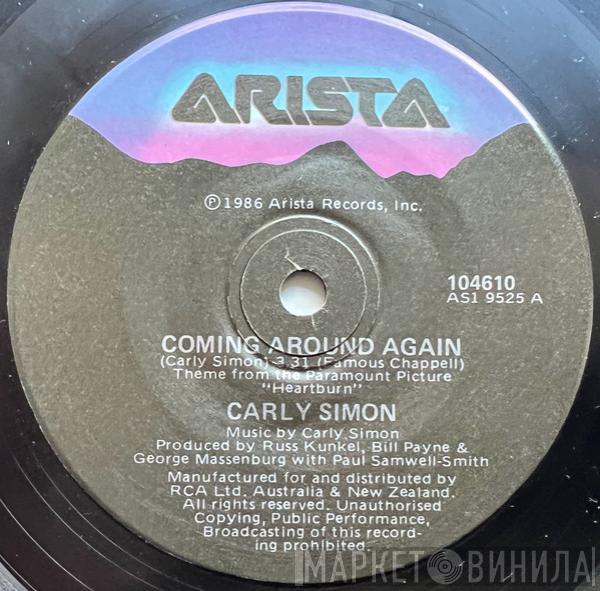 ARISTA
Ⓟ1986 Arista Records, Inc.
104610
AS1 9525 A
COMING AROUND AGAIN
(Carly Simon) 3.31 (Famous Chappell)
Theme from the Paramount Picture
"Heartburn"
CARLY SIMON
Music by Carly Simon
Produced by Russ Kunkel, Bill Payne &
George Massenburg with Paul Samwell-Smith
Manufactured for and distributed by
RCA Ltd. Australia & New Zealand.
All rights reserved. Unauthorised
Copying, Public Performance,
Broadcasting of this record-
ing prohibited.
МАРКЕТ ВИНИЛА